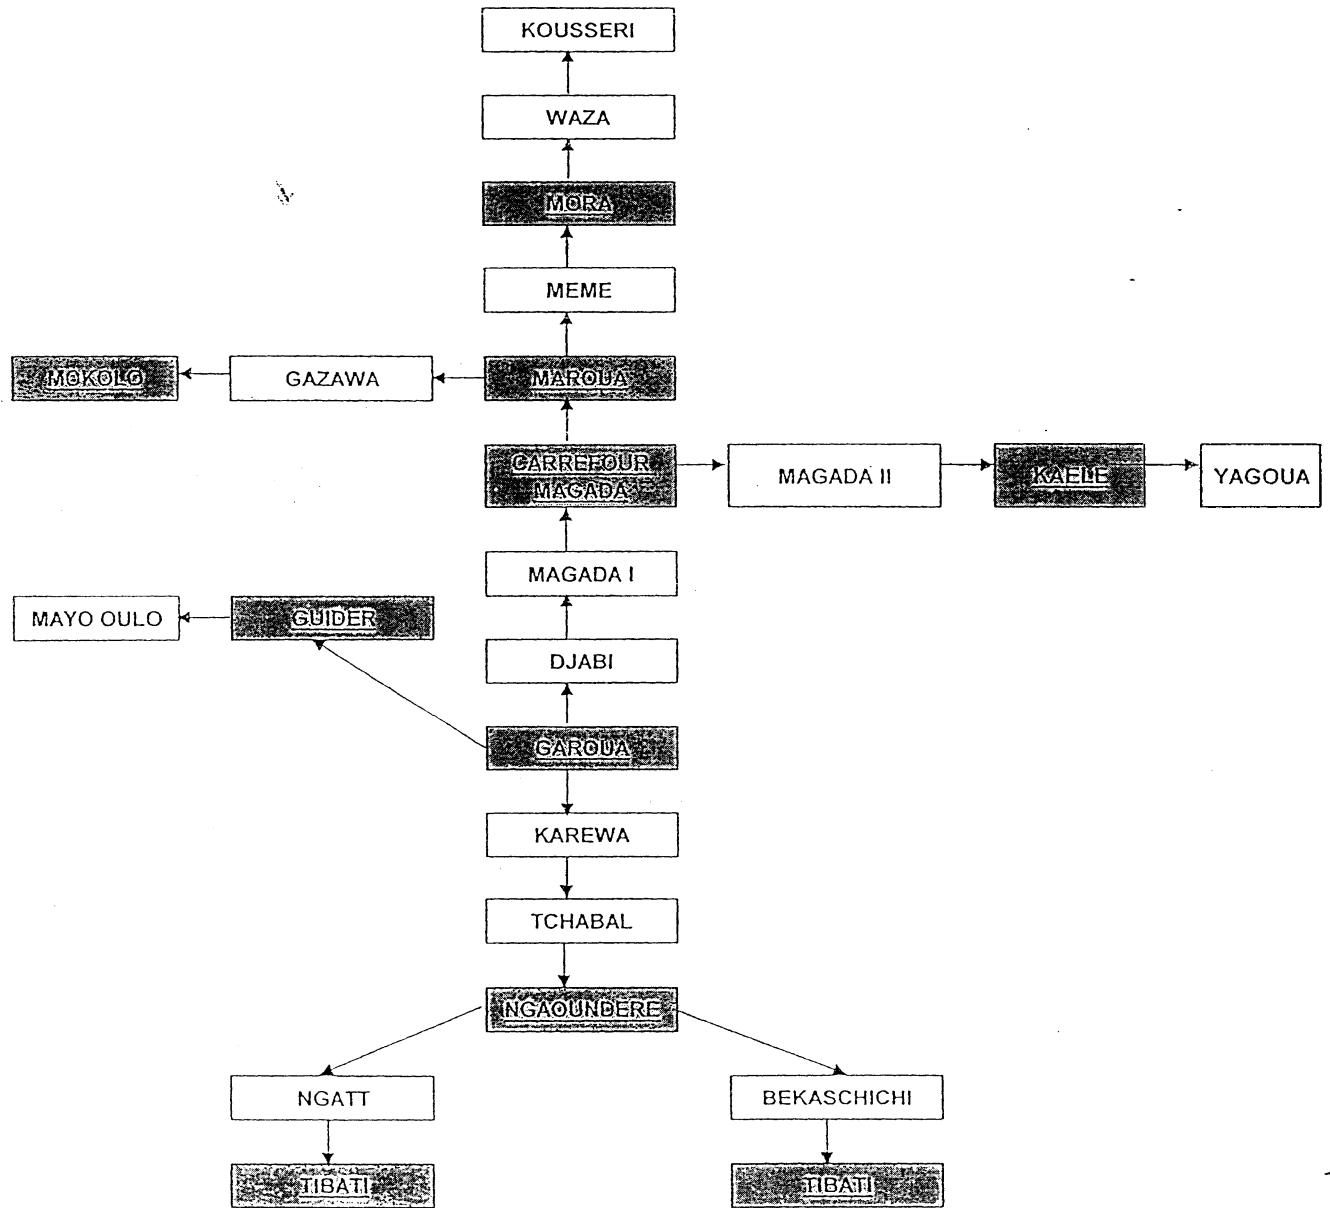 KOUSSERI
WAZA
MORA
MEME
MOKOLO
GAZAWA
MAROUA
CARREFOUR
MAGADA
MAGADA II
KAELE
YAGOUA
MAGADA I
MAYO OULO
GUIDER
DJABI
GAROUA
KAREWA
TCHABAL
NGAOUNDERE
NGATT
BEKASCHICHI
TIBATI
TIBATI